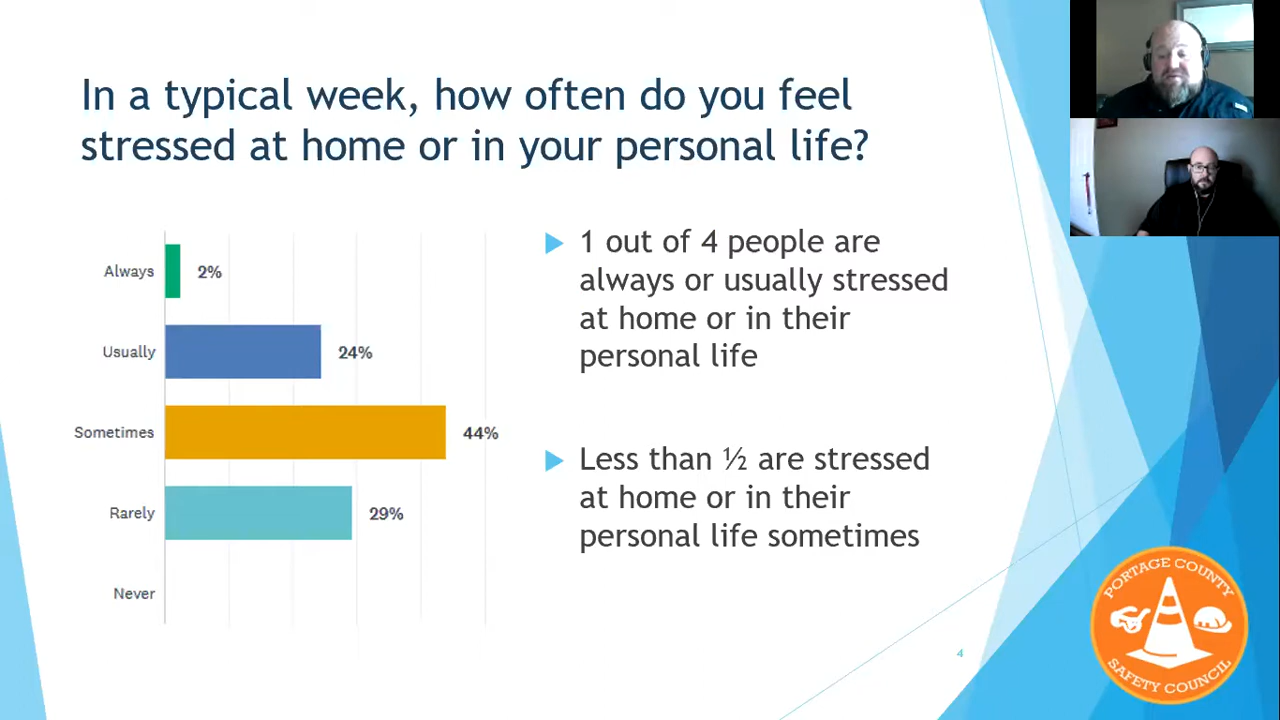 In a typical week, how often do you feel
stressed at home or in your personal life?
Always
2%
Usually
24%
Sometimes
44%
Rarely
29%
Never
1 out of 4 people are
always or usually stressed
at home or in their
personal life
Less than ½ are stressed
at home or in their
personal life sometimes
4
PORTAGE COUNTY
SAFETY COUNCIL